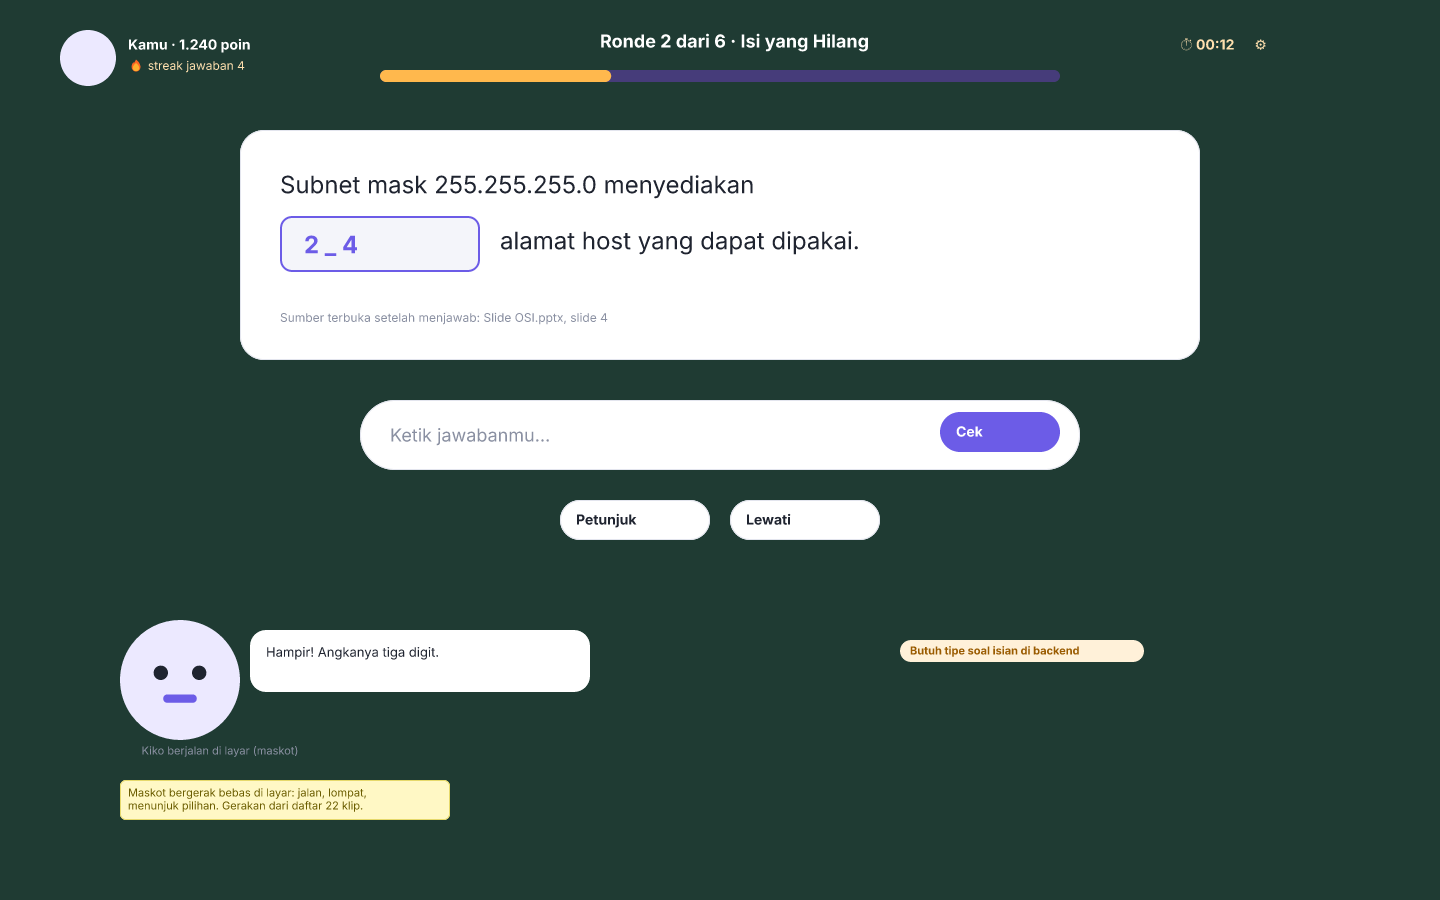 Kamu · 1.240 poin
🔥 streak jawaban 4
Ronde 2 dari 6 · Isi yang Hilang
⏱ 00:12 ⚙
Subnet mask 255.255.255.0 menyediakan
2 _ 4 alamat host yang dapat dipakai.
Sumber terbuka setelah menjawab: Slide OSI.pptx, slide 4
Ketik jawabanmu...
Cek
Petunjuk
Lewati
Hampir! Angkanya tiga digit.
Butuh tipe soal isian di backend
Kiko berjalan di layar (maskot)
Maskot bergerak bebas di layar: jalan, lompat,
menunjuk pilihan. Gerakan dari daftar 22 klip.